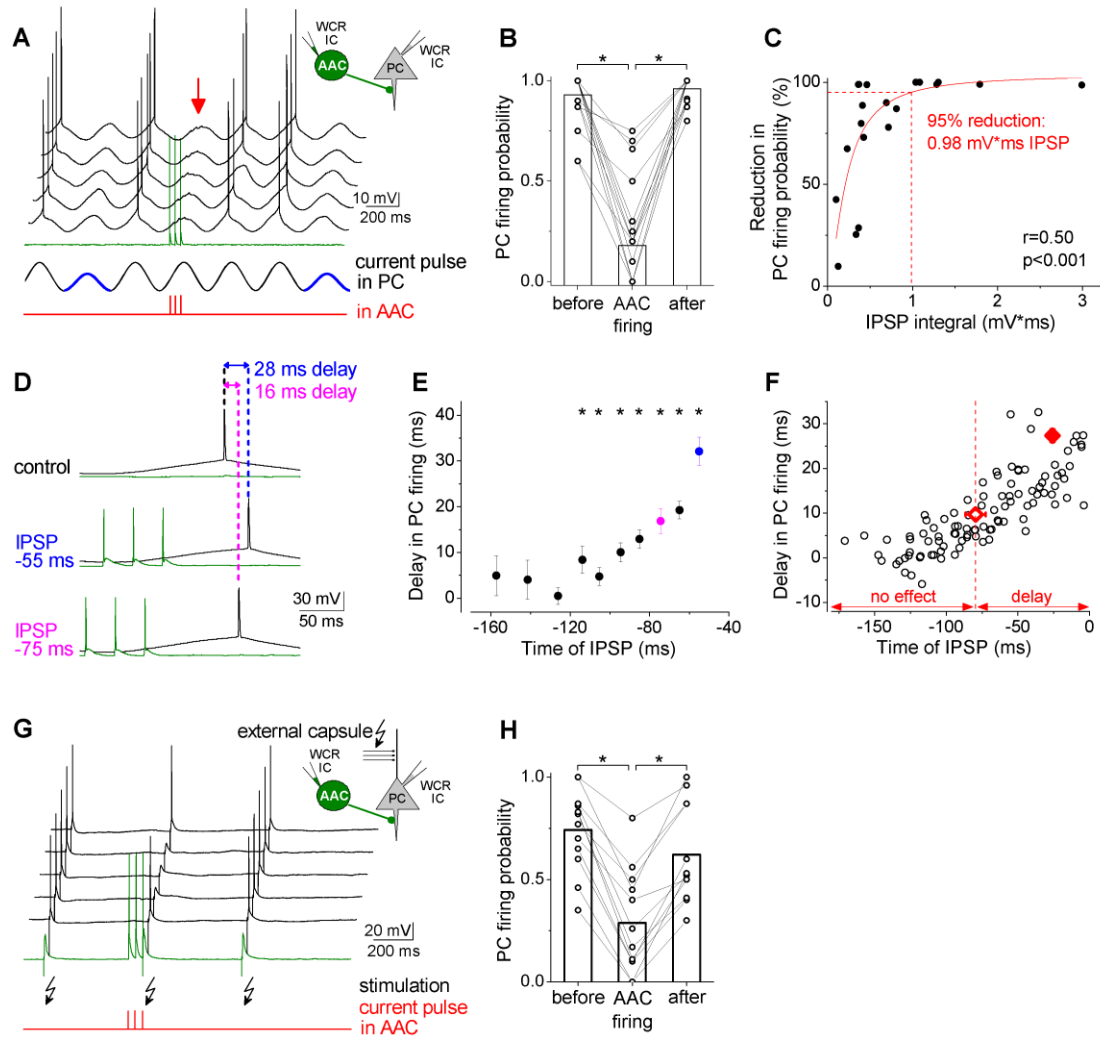 A
WCR
IC
AAC
PC
WCR
IC
10 mV
200 ms
current pulse
in PC
in AAC
B
PC firing probability
1.0
0.5
0.0
* *
before
AAC
firing
after
C
Reduction in
PC firing probability (%)
100
50
0
95% reduction:
0.98 mV*ms IPSP
r=0.50
p<0.001
0 1 2 3
IPSP integral (mV*ms)
D
28 ms delay
16 ms delay
control
IPSP
-55 ms
IPSP
-75 ms
30 mV
50 ms
E
Delay in PC firing (ms)
40
30
20
10
0
* * * * * * *
-160 -120 -80 -40
Time of IPSP (ms)
F
Delay in PC firing (ms)
40
30
20
10
0
-10
no effect
delay
-150 -100 -50 0
Time of IPSP (ms)
G
external capsule
WCR
IC
AAC
PC
WCR
IC
20 mV
200 ms
stimulation
current pulse
in AAC
H
PC firing probability
1.0
0.5
0.0
* *
before
AAC
firing
after